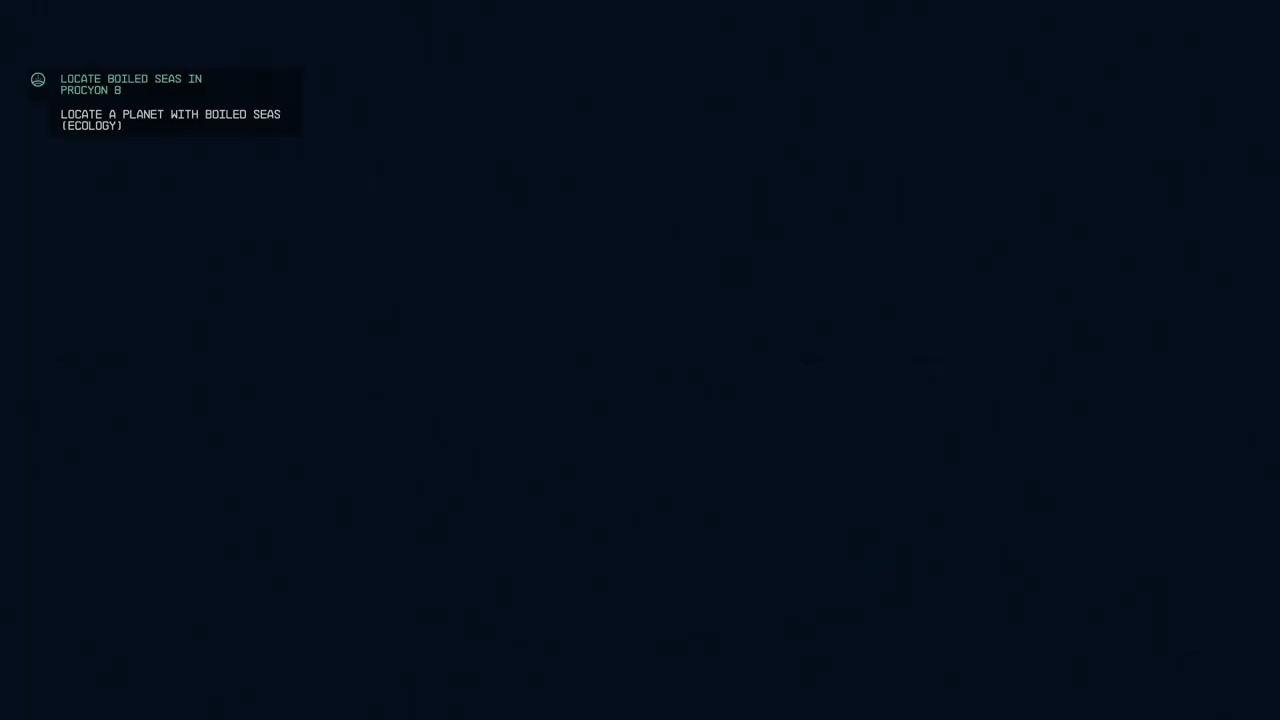 LOCATE BOILED SEAS IN
PROCYON B
LOCATE A PLANET WITH BOILED SEAS
(ECOLOGY)